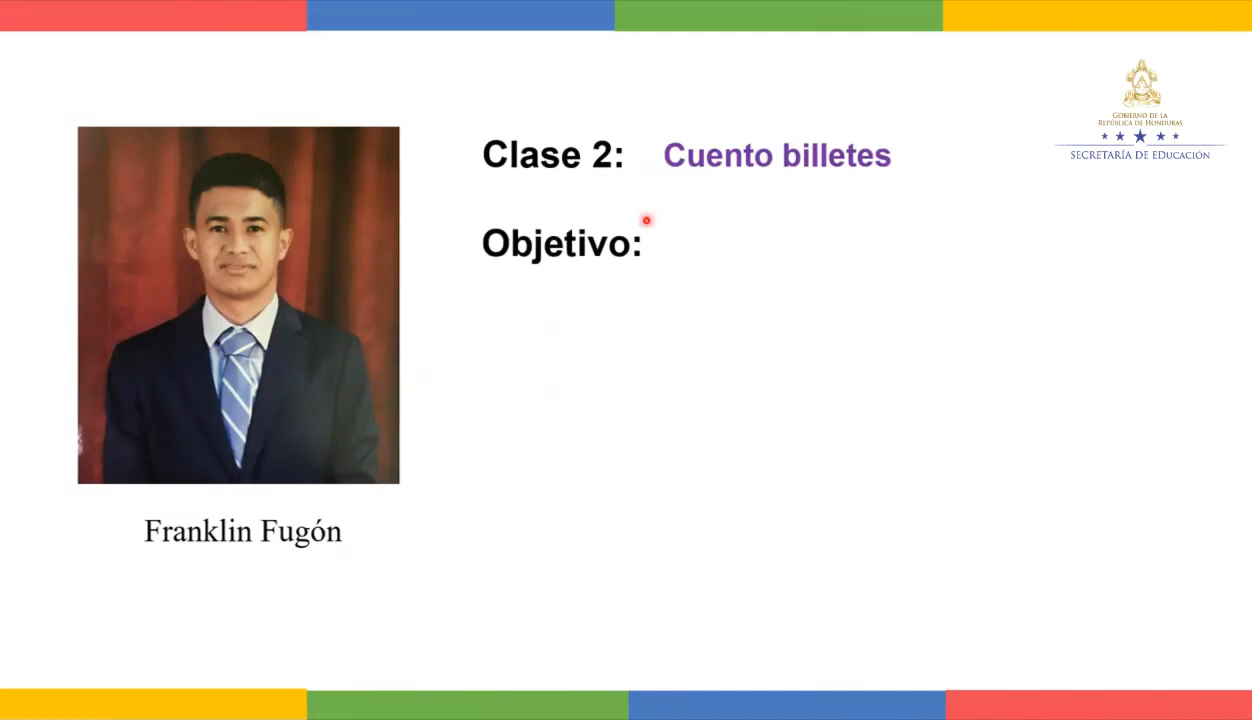 Clase 2: Cuento billetes
GOBIERNO DE LA
REPÚBLICA DE HONDURAS
SECRETARÍA DE EDUCACIÓN
Objetivo:
Franklin Fugón